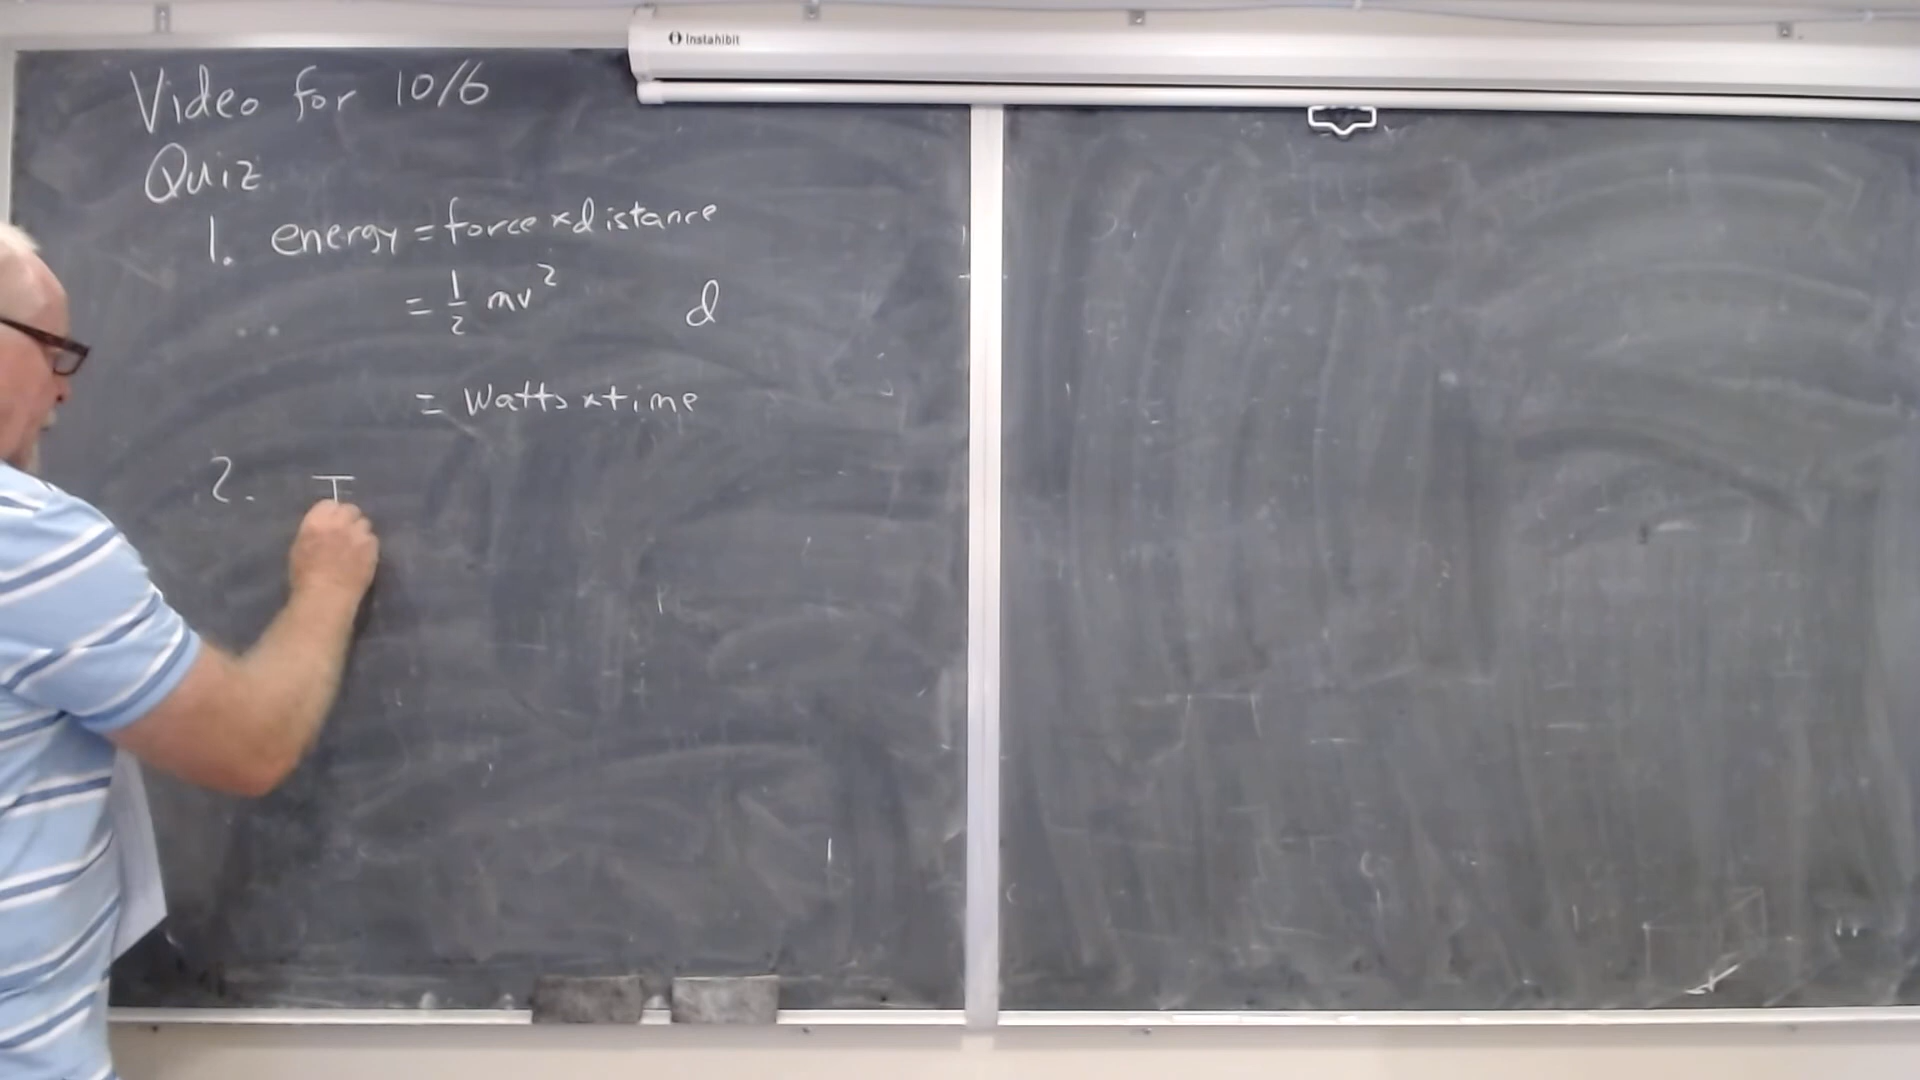 Instahibit
Video for 10/6
Quiz
1. energy = force × distance
= 1/2 mv² d
= Watts × time
2. I